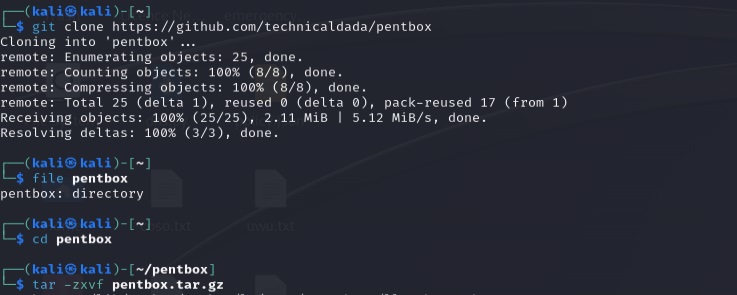 ┌──(kali㉿kali)-[~]
└─$ git clone https://github.com/technicaldada/pentbox
Cloning into 'pentbox'...
remote: Enumerating objects: 25, done.
remote: Counting objects: 100% (8/8), done.
remote: Compressing objects: 100% (8/8), done.
remote: Total 25 (delta 1), reused 0 (delta 0), pack-reused 17 (from 1)
Receiving objects: 100% (25/25), 2.11 MiB | 5.12 MiB/s, done.
Resolving deltas: 100% (3/3), done.
┌──(kali㉿kali)-[~]
└─$ file pentbox
pentbox: directory
┌──(kali㉿kali)-[~]
└─$ cd pentbox
┌──(kali㉿kali)-[~/pentbox]
└─$ tar -zxvf pentbox.tar.gz